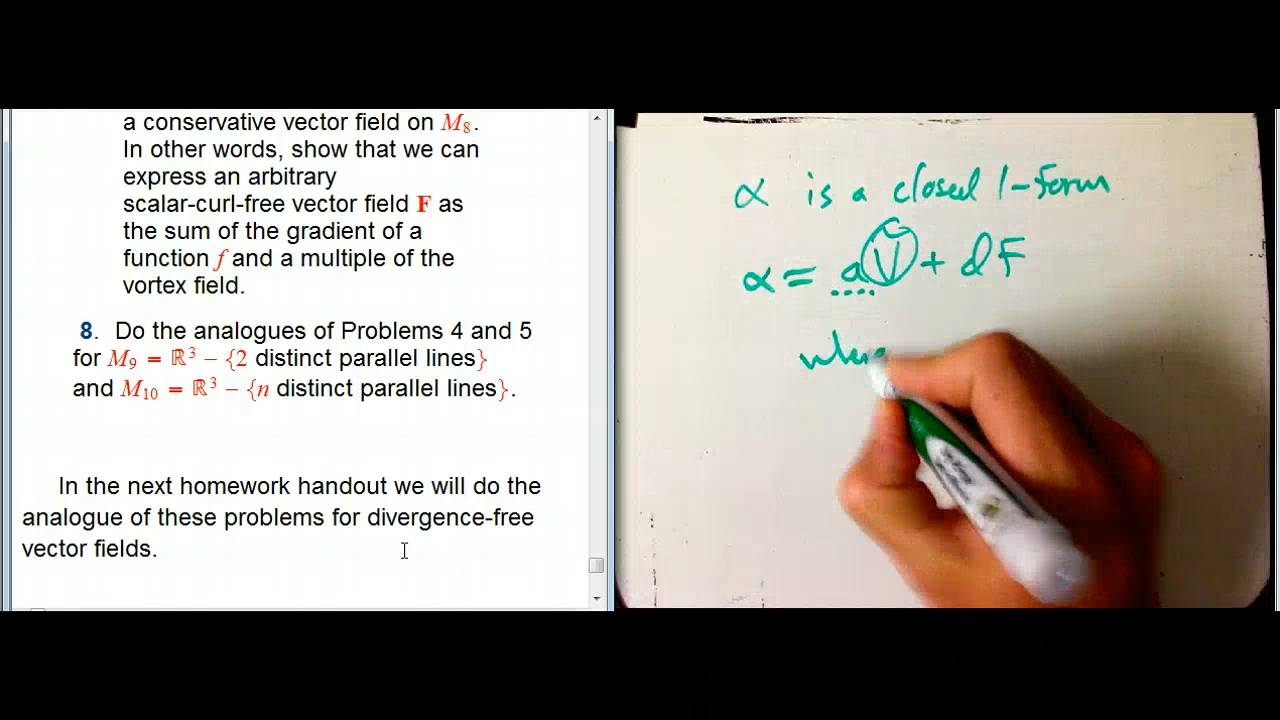 a conservative vector field on M₈.
In other words, show that we can
express an arbitrary
scalar-curl-free vector field F as
the sum of the gradient of a
function f and a multiple of the
vortex field.
8. Do the analogues of Problems 4 and 5
for M₉ = ℝ³ − {2 distinct parallel lines}
and M₁₀ = ℝ³ − {n distinct parallel lines}.
In the next homework handout we will do the
analogue of these problems for divergence-free
vector fields.
α is a closed 1-form
α = aV + dF